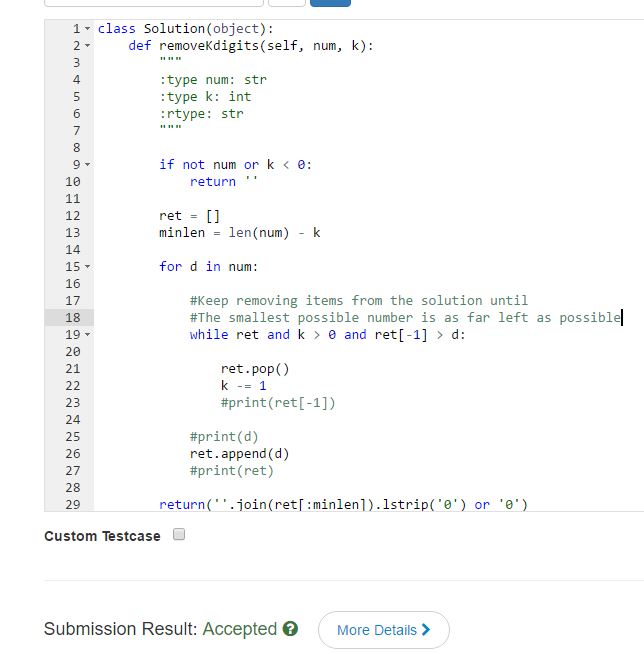 1 class Solution(object):
2     def removeKdigits(self, num, k):
3         """
4         :type num: str
5         :type k: int
6         :rtype: str
7         """
8
9         if not num or k < 0:
10             return ''
11
12         ret = []
13         minlen = len(num) - k
14
15         for d in num:
16
17             #Keep removing items from the solution until
18             #The smallest possible number is as far left as possible
19             while ret and k > 0 and ret[-1] > d:
20
21                 ret.pop()
22                 k -= 1
23                 #print(ret[-1])
24
25             #print(d)
26             ret.append(d)
27             #print(ret)
28
29         return(''.join(ret[:minlen]).lstrip('0') or '0')
Custom Testcase
Submission Result: Accepted ?
More Details